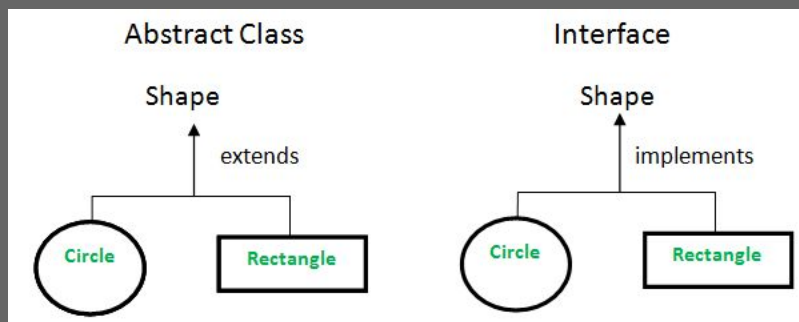 Abstract Class
Shape
extends
Circle
Rectangle
Interface
Shape
implements
Circle
Rectangle